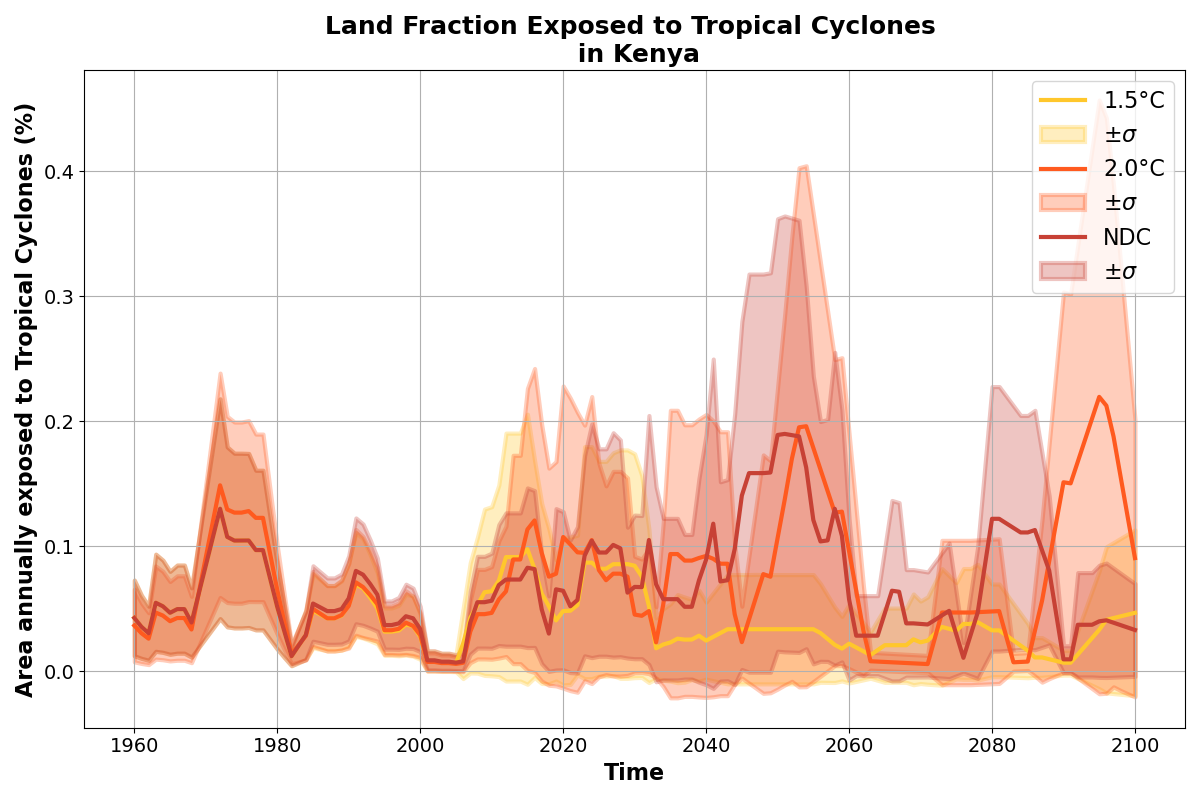 Land Fraction Exposed to Tropical Cyclones
in Kenya
Area annually exposed to Tropical Cyclones (%)
0.4
0.3
0.2
0.1
0.0
1.5°C
±σ
2.0°C
±σ
NDC
±σ
1960 1980 2000 2020 2040 2060 2080 2100
Time